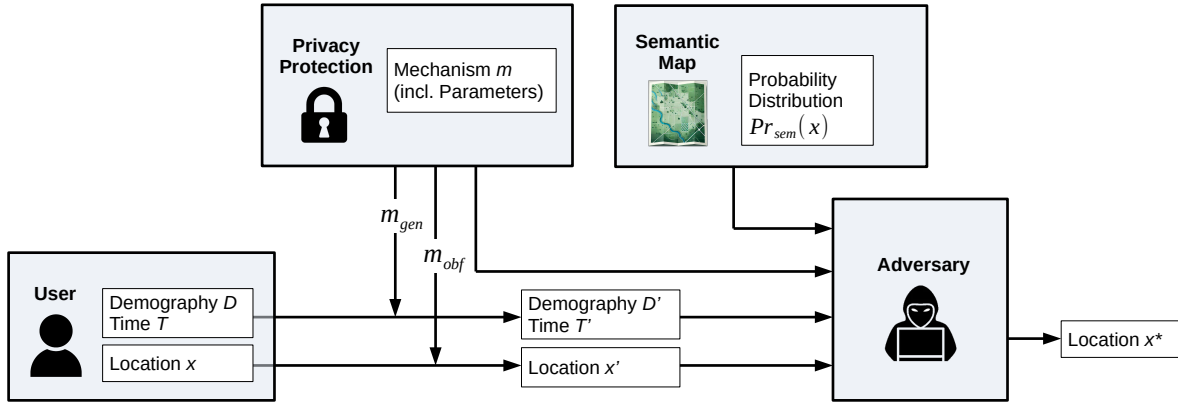 Privacy
Protection
Mechanism m
(incl. Parameters)
Semantic
Map
Probability
Distribution
Pr_sem(x)
m_gen
m_obf
User
Demography D
Time T
Location x
Demography D’
Time T’
Location x’
Adversary
Location x*